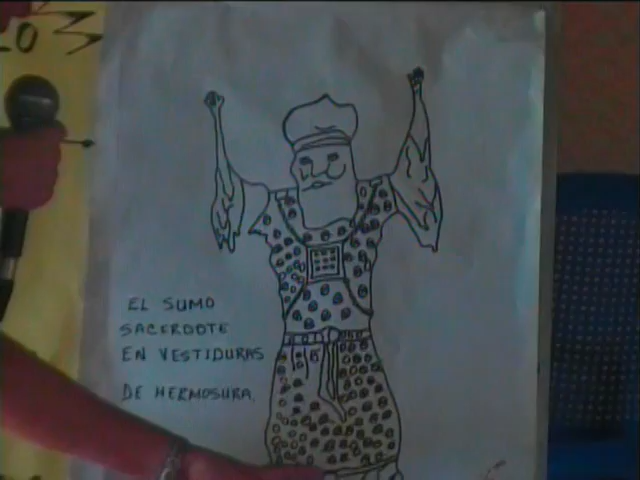 EL SUMO
SACERDOTE
EN VESTIDURAS
DE HERMOSURA.